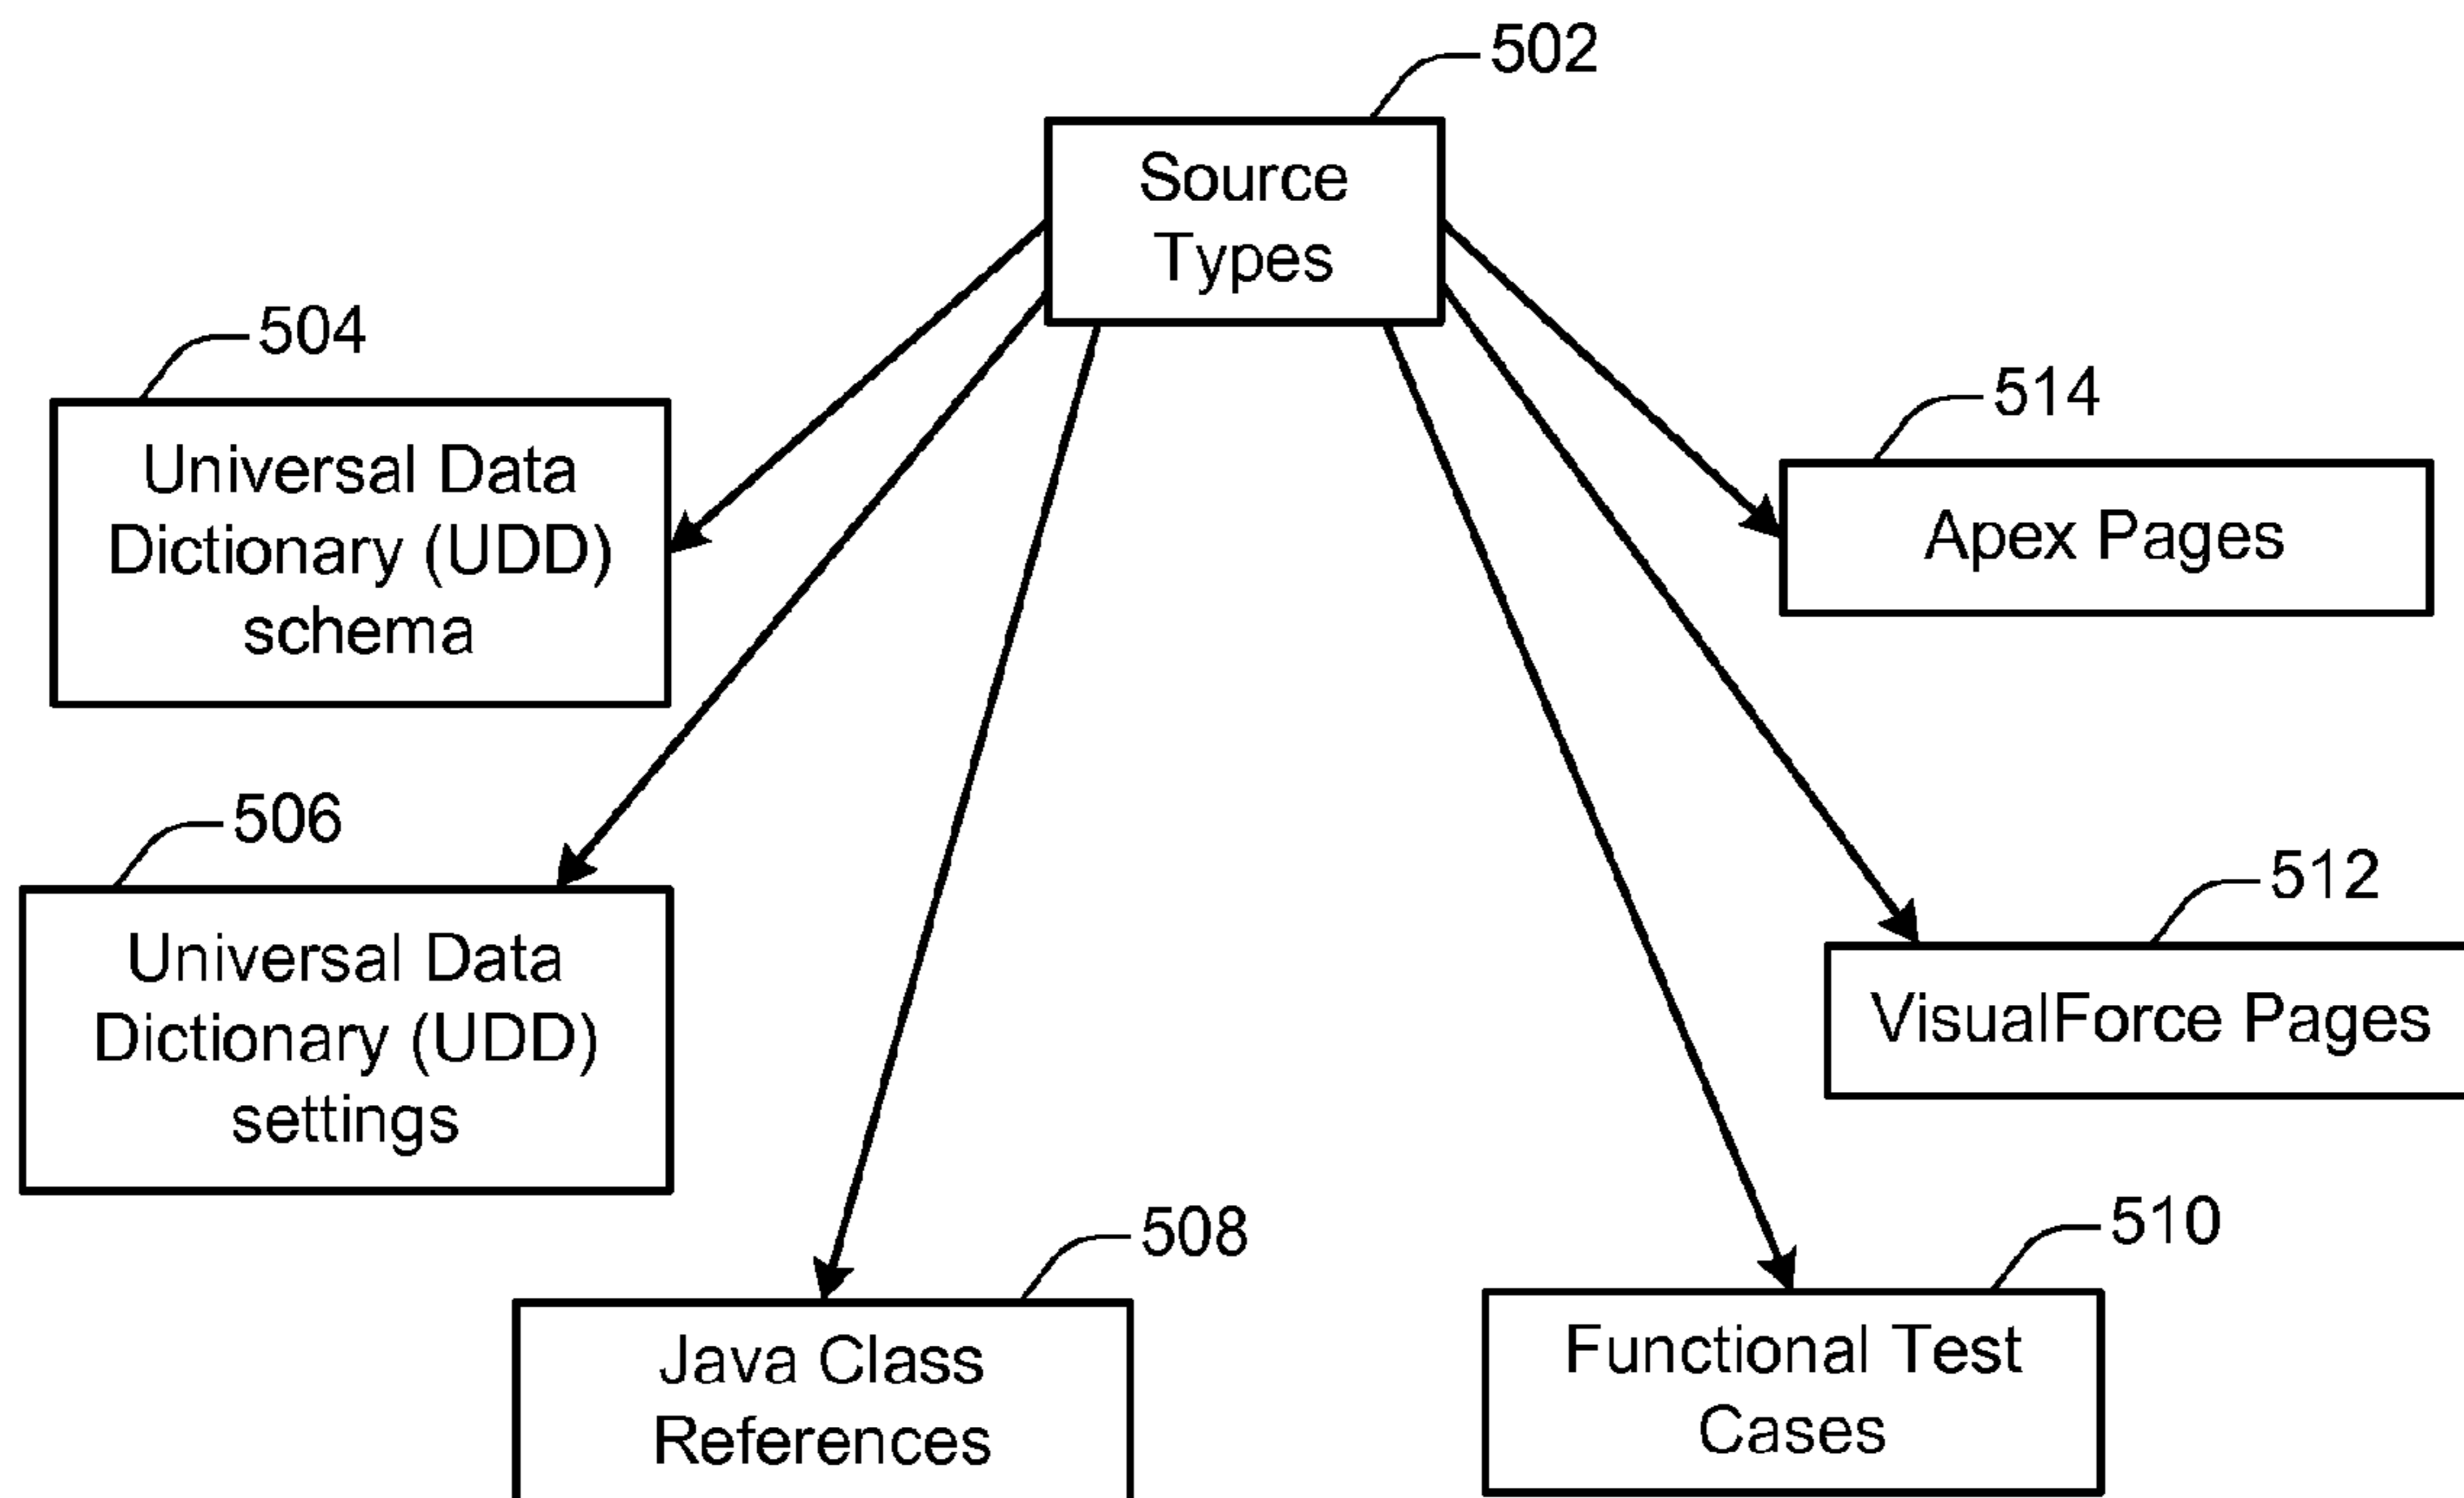 502
Source
Types
504
Universal Data
Dictionary (UDD)
schema
514
Apex Pages
506
Universal Data
Dictionary (UDD)
settings
512
VisualForce Pages
508
Java Class
References
510
Functional Test
Cases